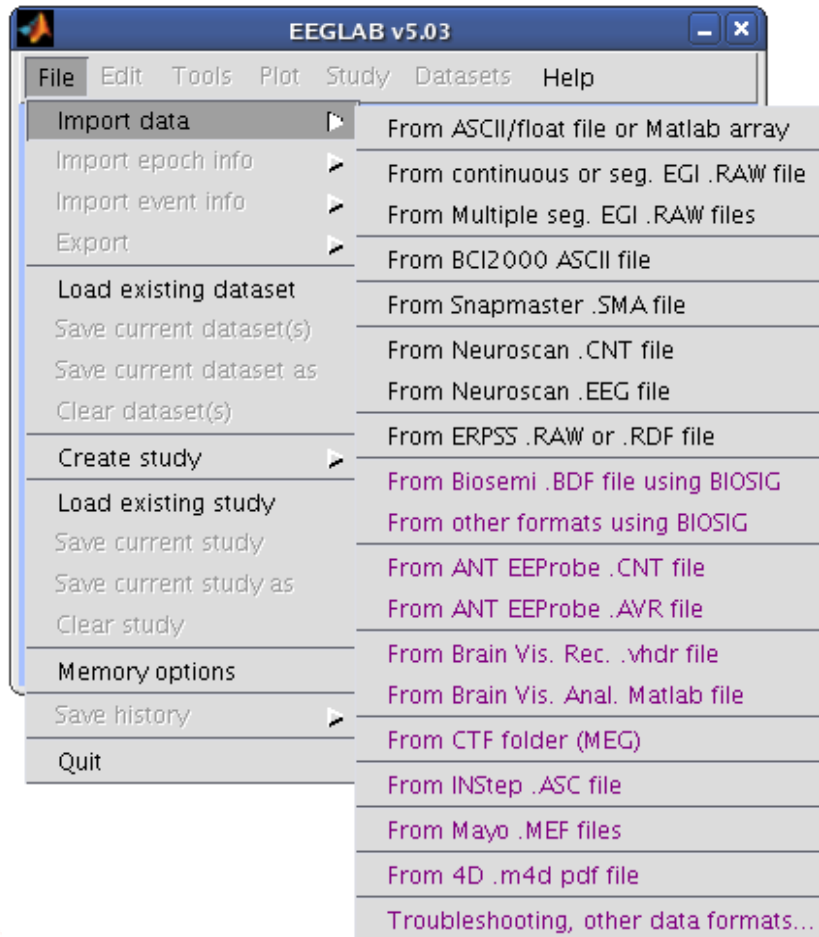 EEGLAB v5.03
File Edit Tools Plot Study Datasets Help
Import data
Import epoch info
Import event info
Export
Load existing dataset
Save current dataset(s)
Save current dataset as
Clear dataset(s)
Create study
Load existing study
Save current study
Save current study as
Clear study
Memory options
Save history
Quit
From ASCII/float file or Matlab array
From continuous or seg. EGI .RAW file
From Multiple seg. EGI .RAW files
From BCI2000 ASCII file
From Snapmaster .SMA file
From Neuroscan .CNT file
From Neuroscan .EEG file
From ERPSS .RAW or .RDF file
From Biosemi .BDF file using BIOSIG
From other formats using BIOSIG
From ANT EEProbe .CNT file
From ANT EEProbe .AVR file
From Brain Vis. Rec. .vhdr file
From Brain Vis. Anal. Matlab file
From CTF folder (MEG)
From INStep .ASC file
From Mayo .MEF files
From 4D .m4d pdf file
Troubleshooting, other data formats...